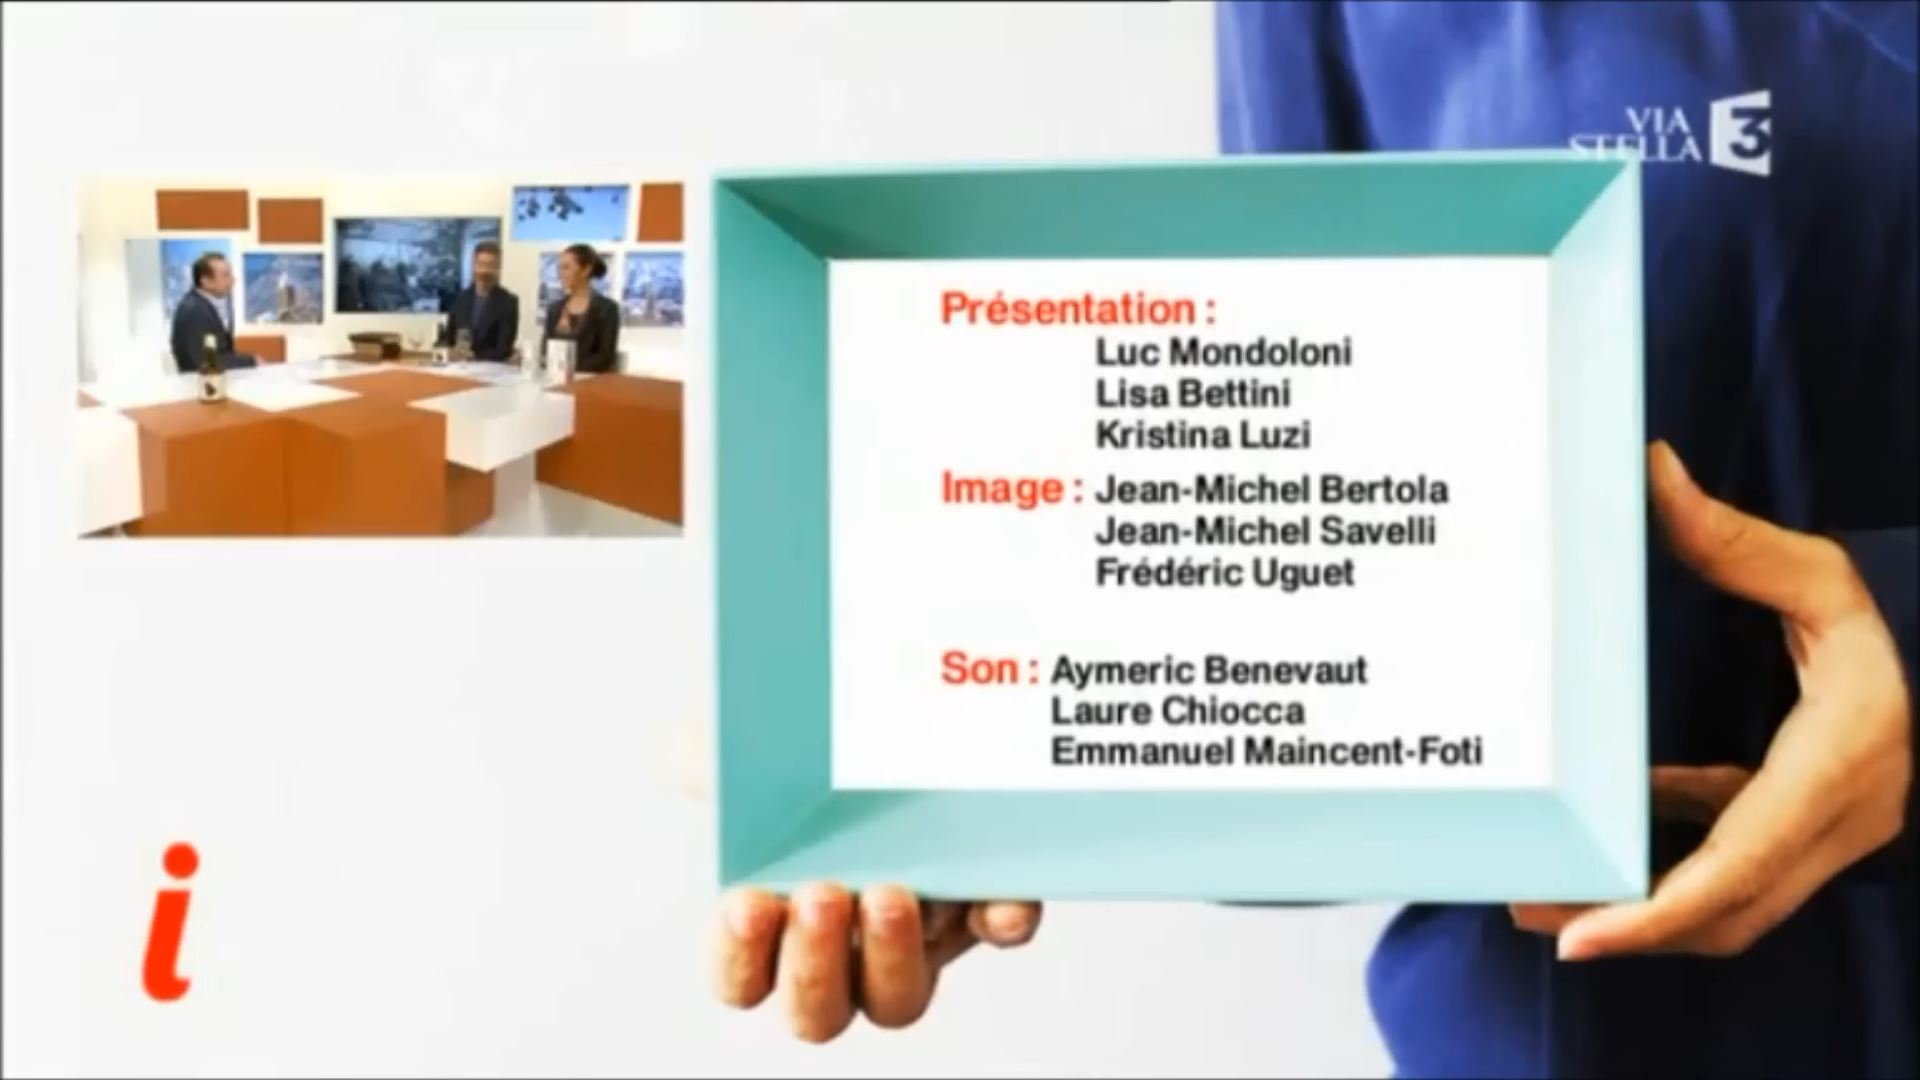 VIA
STELLA 3
Présentation :
Luc Mondoloni
Lisa Bettini
Kristina Luzi
Image : Jean-Michel Bertola
Jean-Michel Savelli
Frédéric Uguet
Son : Aymeric Benevaut
Laure Chiocca
Emmanuel Maincent-Foti
i